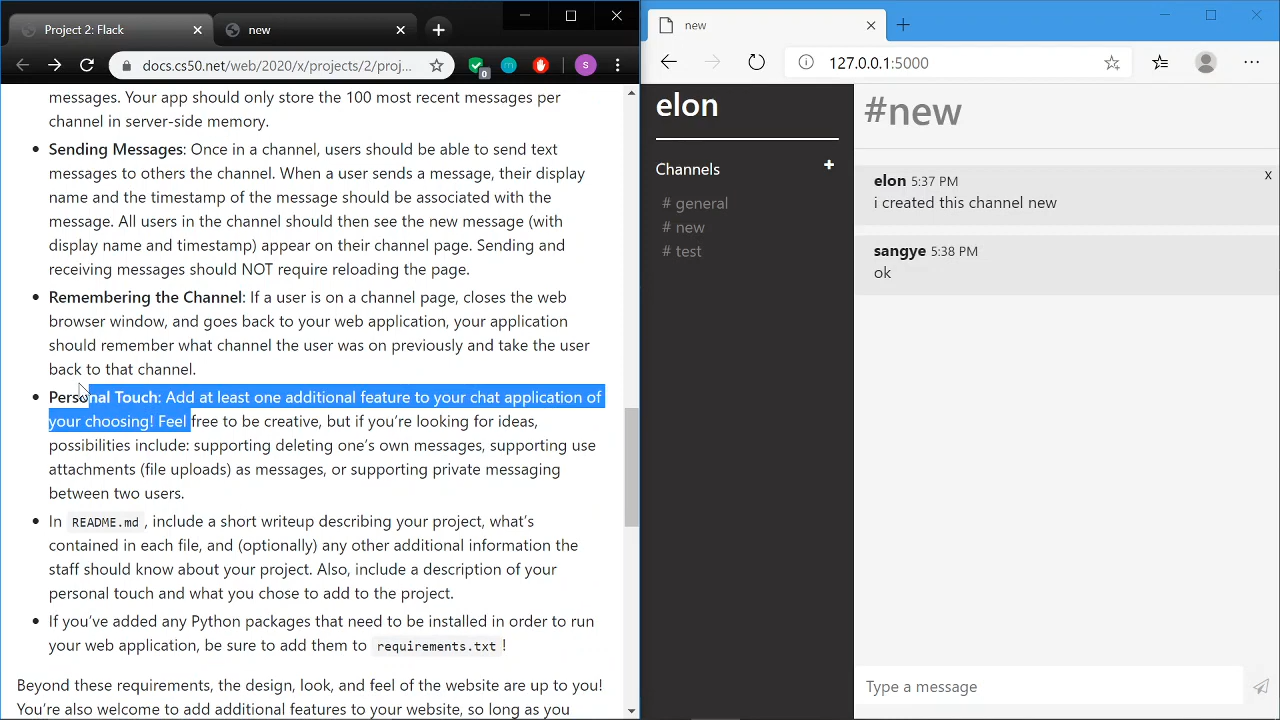 Project 2: Flack
new
docs.cs50.net/web/2020/x/projects/2/proj...
0
s
messages. Your app should only store the 100 most recent messages per
channel in server-side memory.
Sending Messages: Once in a channel, users should be able to send text
messages to others the channel. When a user sends a message, their display
name and the timestamp of the message should be associated with the
message. All users in the channel should then see the new message (with
display name and timestamp) appear on their channel page. Sending and
receiving messages should NOT require reloading the page.
Remembering the Channel: If a user is on a channel page, closes the web
browser window, and goes back to your web application, your application
should remember what channel the user was on previously and take the user
back to that channel.
Personal Touch: Add at least one additional feature to your chat application of
your choosing! Feel free to be creative, but if you're looking for ideas,
possibilities include: supporting deleting one's own messages, supporting use
attachments (file uploads) as messages, or supporting private messaging
between two users.
In README.md, include a short writeup describing your project, what's
contained in each file, and (optionally) any other additional information the
staff should know about your project. Also, include a description of your
personal touch and what you chose to add to the project.
If you've added any Python packages that need to be installed in order to run
your web application, be sure to add them to requirements.txt!
Beyond these requirements, the design, look, and feel of the website are up to you!
You're also welcome to add additional features to your website, so long as you
new
127.0.0.1:5000
elon
Channels +
# general
# new
# test
#new
elon 5:37 PM x
i created this channel new
sangye 5:38 PM
ok
Type a message